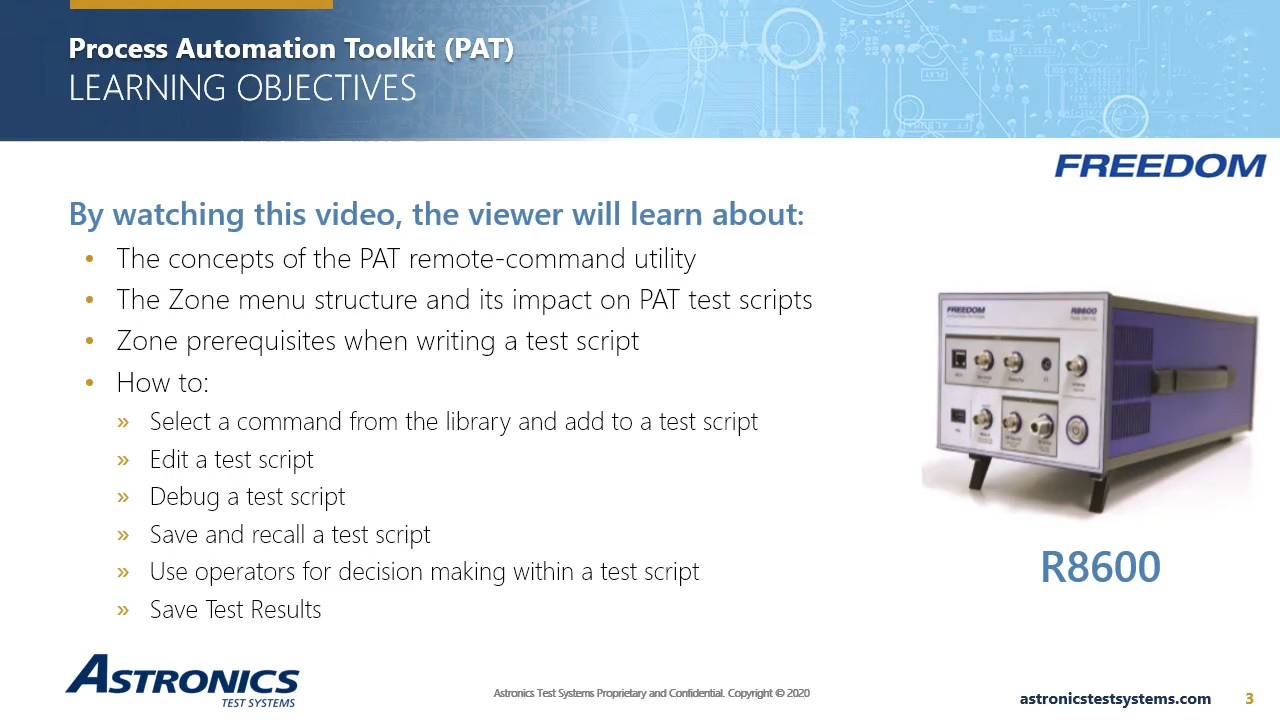 Process Automation Toolkit (PAT)
LEARNING OBJECTIVES
FREEDOM
By watching this video, the viewer will learn about:
• The concepts of the PAT remote-command utility
• The Zone menu structure and its impact on PAT test scripts
• Zone prerequisites when writing a test script
• How to:
» Select a command from the library and add to a test script
» Edit a test script
» Debug a test script
» Save and recall a test script
» Use operators for decision making within a test script
» Save Test Results
FREEDOM
R8600
R8600
ASTRONICS
TEST SYSTEMS
Astronics Test Systems Proprietary and Confidential. Copyright © 2020
astronicstestsystems.com
3